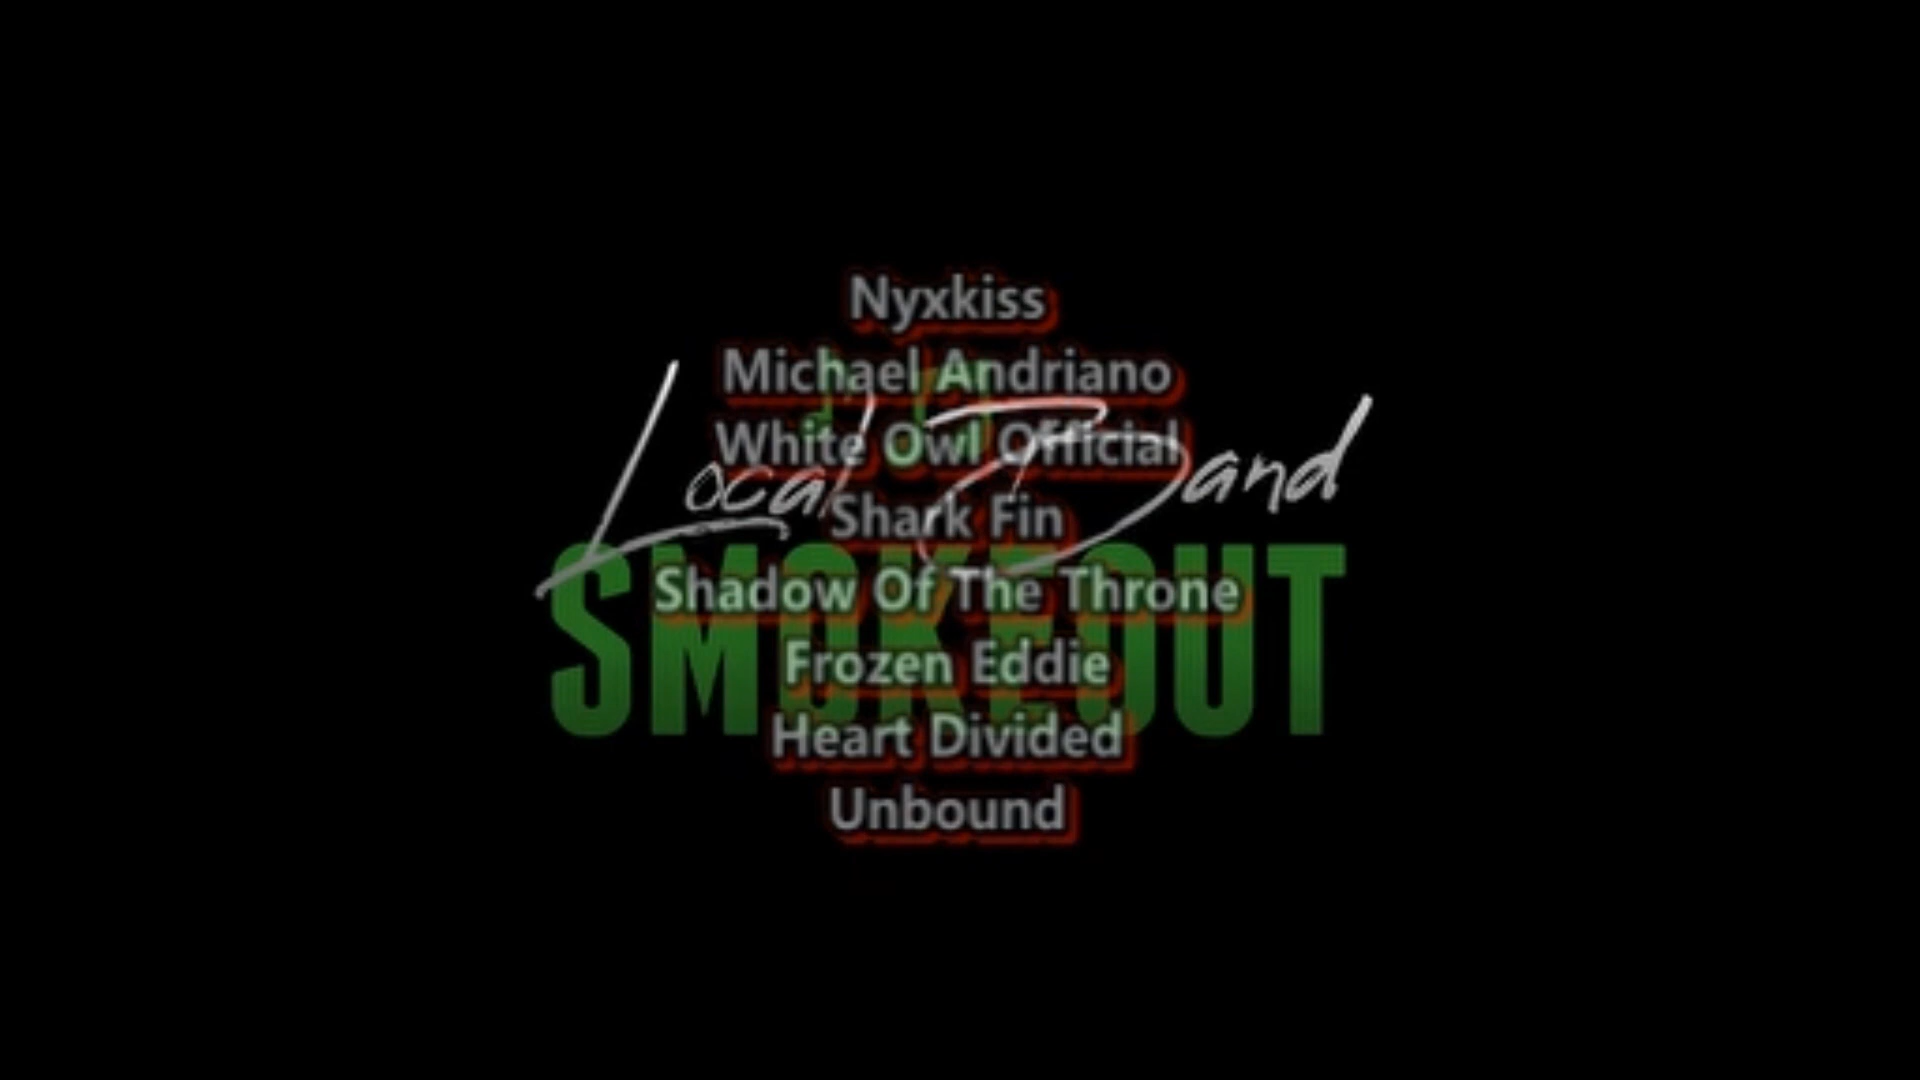 Nyxkiss
Michael Andriano
White Owl Official
Local Band
Shark Fin
SMOKEOUT
Shadow Of The Throne
Frozen Eddie
Heart Divided
Unbound